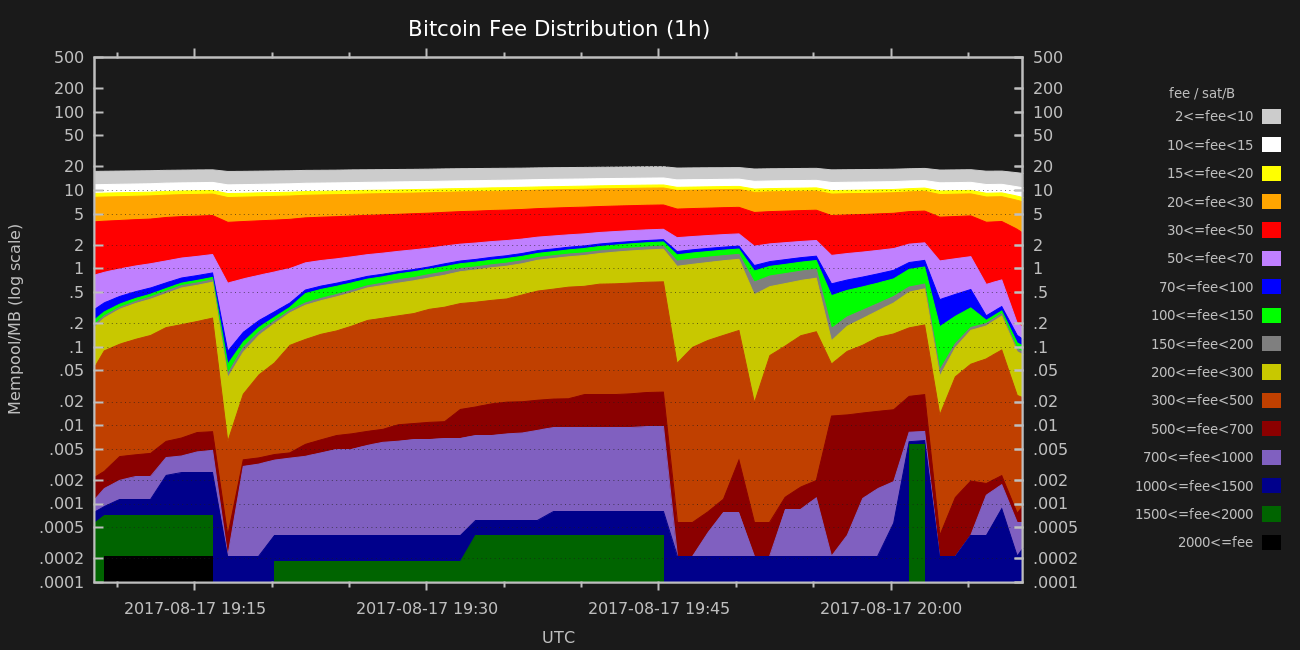 Bitcoin Fee Distribution (1h)
Mempool/MB (log scale)
500
200
100
50
20
10
5
2
1
.5
.2
.1
.05
.02
.01
.005
.002
.001
.0005
.0002
.0001
500
200
100
50
20
10
5
2
1
.5
.2
.1
.05
.02
.01
.005
.002
.001
.0005
.0002
.0001
2017-08-17 19:15
2017-08-17 19:30
2017-08-17 19:45
2017-08-17 20:00
UTC
fee / sat/B
2<=fee<10
10<=fee<15
15<=fee<20
20<=fee<30
30<=fee<50
50<=fee<70
70<=fee<100
100<=fee<150
150<=fee<200
200<=fee<300
300<=fee<500
500<=fee<700
700<=fee<1000
1000<=fee<1500
1500<=fee<2000
2000<=fee